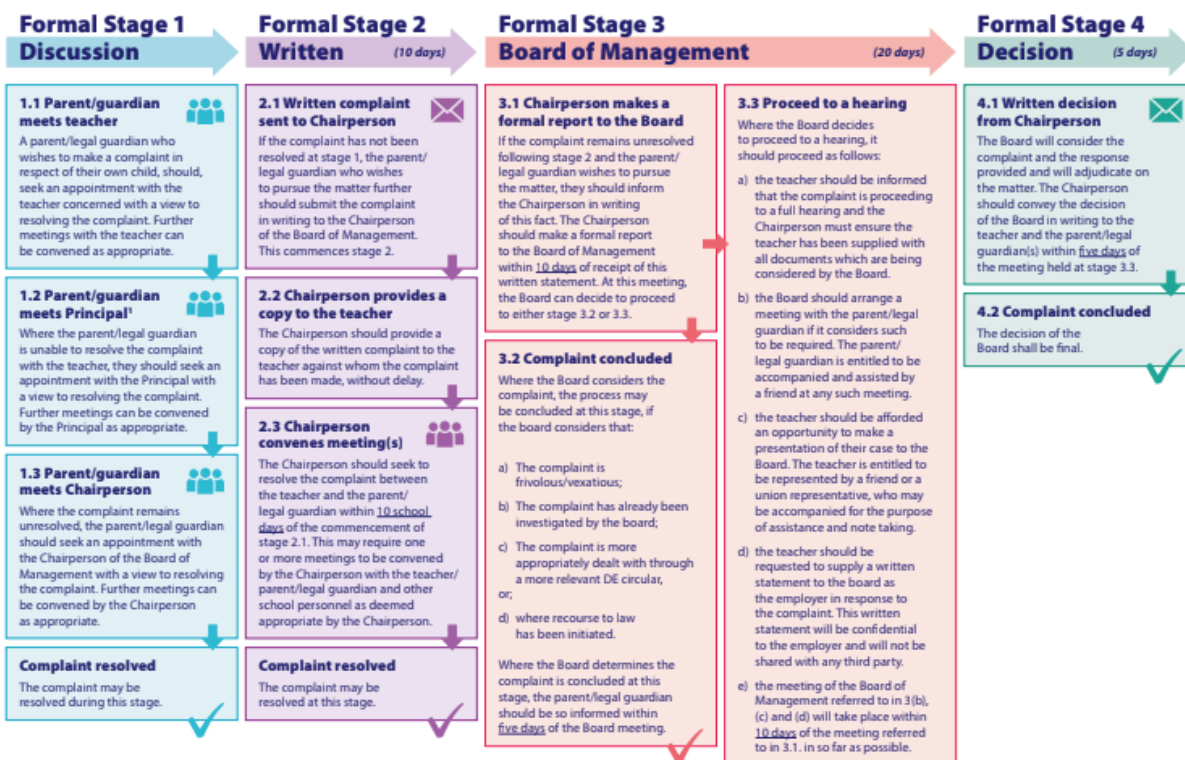 Formal Stage 1
Discussion
1.1 Parent/guardian
meets teacher
A parent/legal guardian who
wishes to make a complaint in
respect of their own child, should,
seek an appointment with the
teacher concerned with a view to
resolving the complaint. Further
meetings with the teacher can
be convened as appropriate.
1.2 Parent/guardian
meets Principal¹
Where the parent/legal guardian
is unable to resolve the complaint
with the teacher, they should seek an
appointment with the Principal with
a view to resolving the complaint.
Further meetings can be convened
by the Principal as appropriate.
1.3 Parent/guardian
meets Chairperson
Where the complaint remains
unresolved, the parent/legal guardian
should seek an appointment with
the Chairperson of the Board of
Management with a view to resolving
the complaint. Further meetings can
be convened by the Chairperson
as appropriate.
Complaint resolved
The complaint may be
resolved during this stage.
Formal Stage 2
Written (10 days)
2.1 Written complaint
sent to Chairperson
If the complaint has not been
resolved at stage 1, the parent/
legal guardian who wishes
to pursue the matter further
should submit the complaint
in writing to the Chairperson
of the Board of Management.
This commences stage 2.
2.2 Chairperson provides a
copy to the teacher
The Chairperson should provide a
copy of the written complaint to the
teacher against whom the complaint
has been made, without delay.
2.3 Chairperson
convenes meeting(s)
The Chairperson should seek to
resolve the complaint between
the teacher and the parent/
legal guardian within 10 school
days of the commencement of
stage 2.1. This may require one
or more meetings to be convened
by the Chairperson with the teacher/
parent/legal guardian and other
school personnel as deemed
appropriate by the Chairperson.
Complaint resolved
The complaint may be
resolved at this stage.
Formal Stage 3
Board of Management (20 days)
3.1 Chairperson makes a
formal report to the Board
If the complaint remains unresolved
following stage 2 and the parent/
legal guardian wishes to pursue
the matter, they should inform
the Chairperson in writing
of this fact. The Chairperson
should make a formal report
to the Board of Management
within 10 days of receipt of this
written statement. At this meeting,
the Board can decide to proceed
to either stage 3.2 or 3.3.
3.2 Complaint concluded
Where the Board considers the
complaint, the process may
be concluded at this stage, if
the board considers that:
a) The complaint is
frivolous/vexatious;
b) The complaint has already been
investigated by the board;
c) The complaint is more
appropriately dealt with through
a more relevant DE circular,
or;
d) where recourse to law
has been initiated.
Where the Board determines the
complaint is concluded at this
stage, the parent/legal guardian
should be so informed within
five days of the Board meeting.
3.3 Proceed to a hearing
Where the Board decides
to proceed to a hearing, it
should proceed as follows:
a) the teacher should be informed
that the complaint is proceeding
to a full hearing and the
Chairperson must ensure the
teacher has been supplied with
all documents which are being
considered by the Board.
b) the Board should arrange a
meeting with the parent/legal
guardian if it considers such
to be required. The parent/
legal guardian is entitled to be
accompanied and assisted by
a friend at any such meeting.
c) the teacher should be afforded
an opportunity to make a
presentation of their case to the
Board. The teacher is entitled to
be represented by a friend or a
union representative, who may
be accompanied for the purpose
of assistance and note taking.
d) the teacher should be
requested to supply a written
statement to the board as
the employer in response to
the complaint. This written
statement will be confidential
to the employer and will not be
shared with any third party.
e) the meeting of the Board of
Management referred to in 3(b),
(c) and (d) will take place within
10 days of the meeting referred
to in 3.1. in so far as possible.
Formal Stage 4
Decision (5 days)
4.1 Written decision
from Chairperson
The Board will consider the
complaint and the response
provided and will adjudicate on
the matter. The Chairperson
should convey the decision
of the Board in writing to the
teacher and the parent/legal
guardian(s) within five days of
the meeting held at stage 3.3.
4.2 Complaint concluded
The decision of the
Board shall be final.